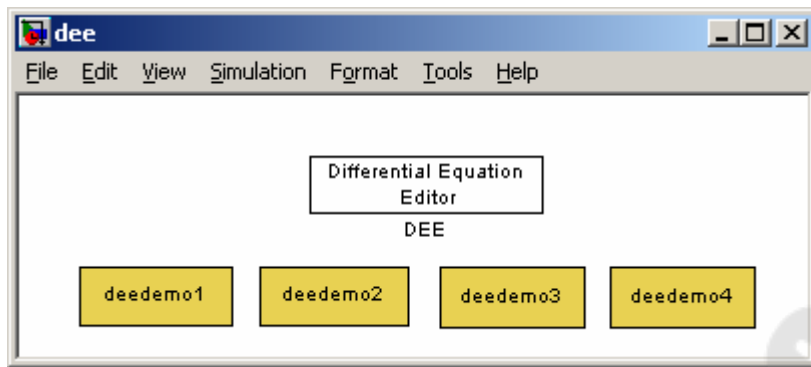 dee
File Edit View Simulation Format Tools Help
Differential Equation
Editor
DEE
deedemo1 deedemo2 deedemo3 deedemo4